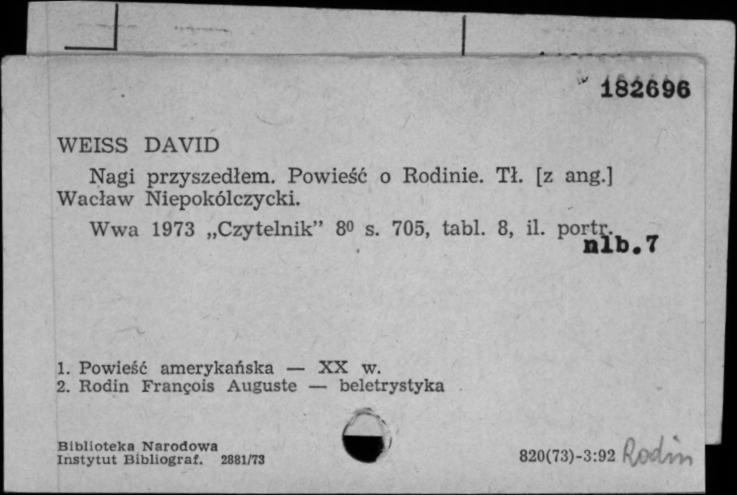 182696
WEISS DAVID
Nagi przyszedłem. Powieść o Rodinie. Tł. [z ang.]
Wacław Niepokólczycki.
Wwa 1973 „Czytelnik” 8⁰ s. 705, tabl. 8, il. portr.
nlb.7
1. Powieść amerykańska — XX w.
2. Rodin François Auguste — beletrystyka
Biblioteka Narodowa
Instytut Bibliograf. 2881/73
820(73)-3:92 Rodin